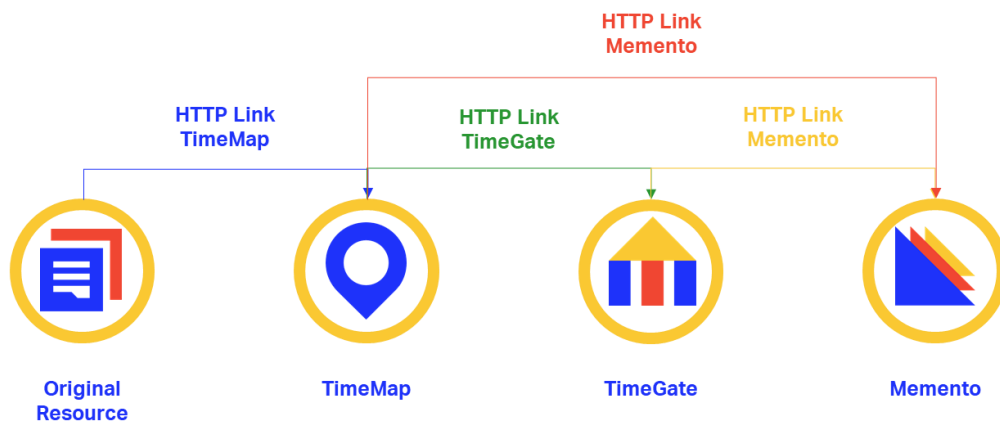 HTTP Link
Memento
HTTP Link
TimeMap
HTTP Link
TimeGate
HTTP Link
Memento
Original
Resource
TimeMap
TimeGate
Memento